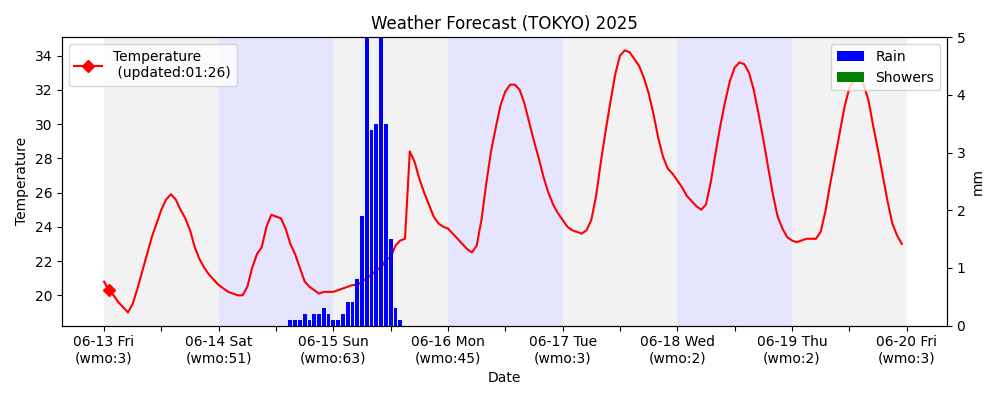 Weather Forecast (TOKYO) 2025
Temperature
(updated:01:26)
Rain
Showers
Temperature
34
32
30
28
26
24
22
20
5
4
3
2
1
0
mm
06-13 Fri
(wmo:3)
06-14 Sat
(wmo:51)
06-15 Sun
(wmo:63)
06-16 Mon
(wmo:45)
06-17 Tue
(wmo:3)
06-18 Wed
(wmo:2)
06-19 Thu
(wmo:2)
06-20 Fri
(wmo:3)
Date